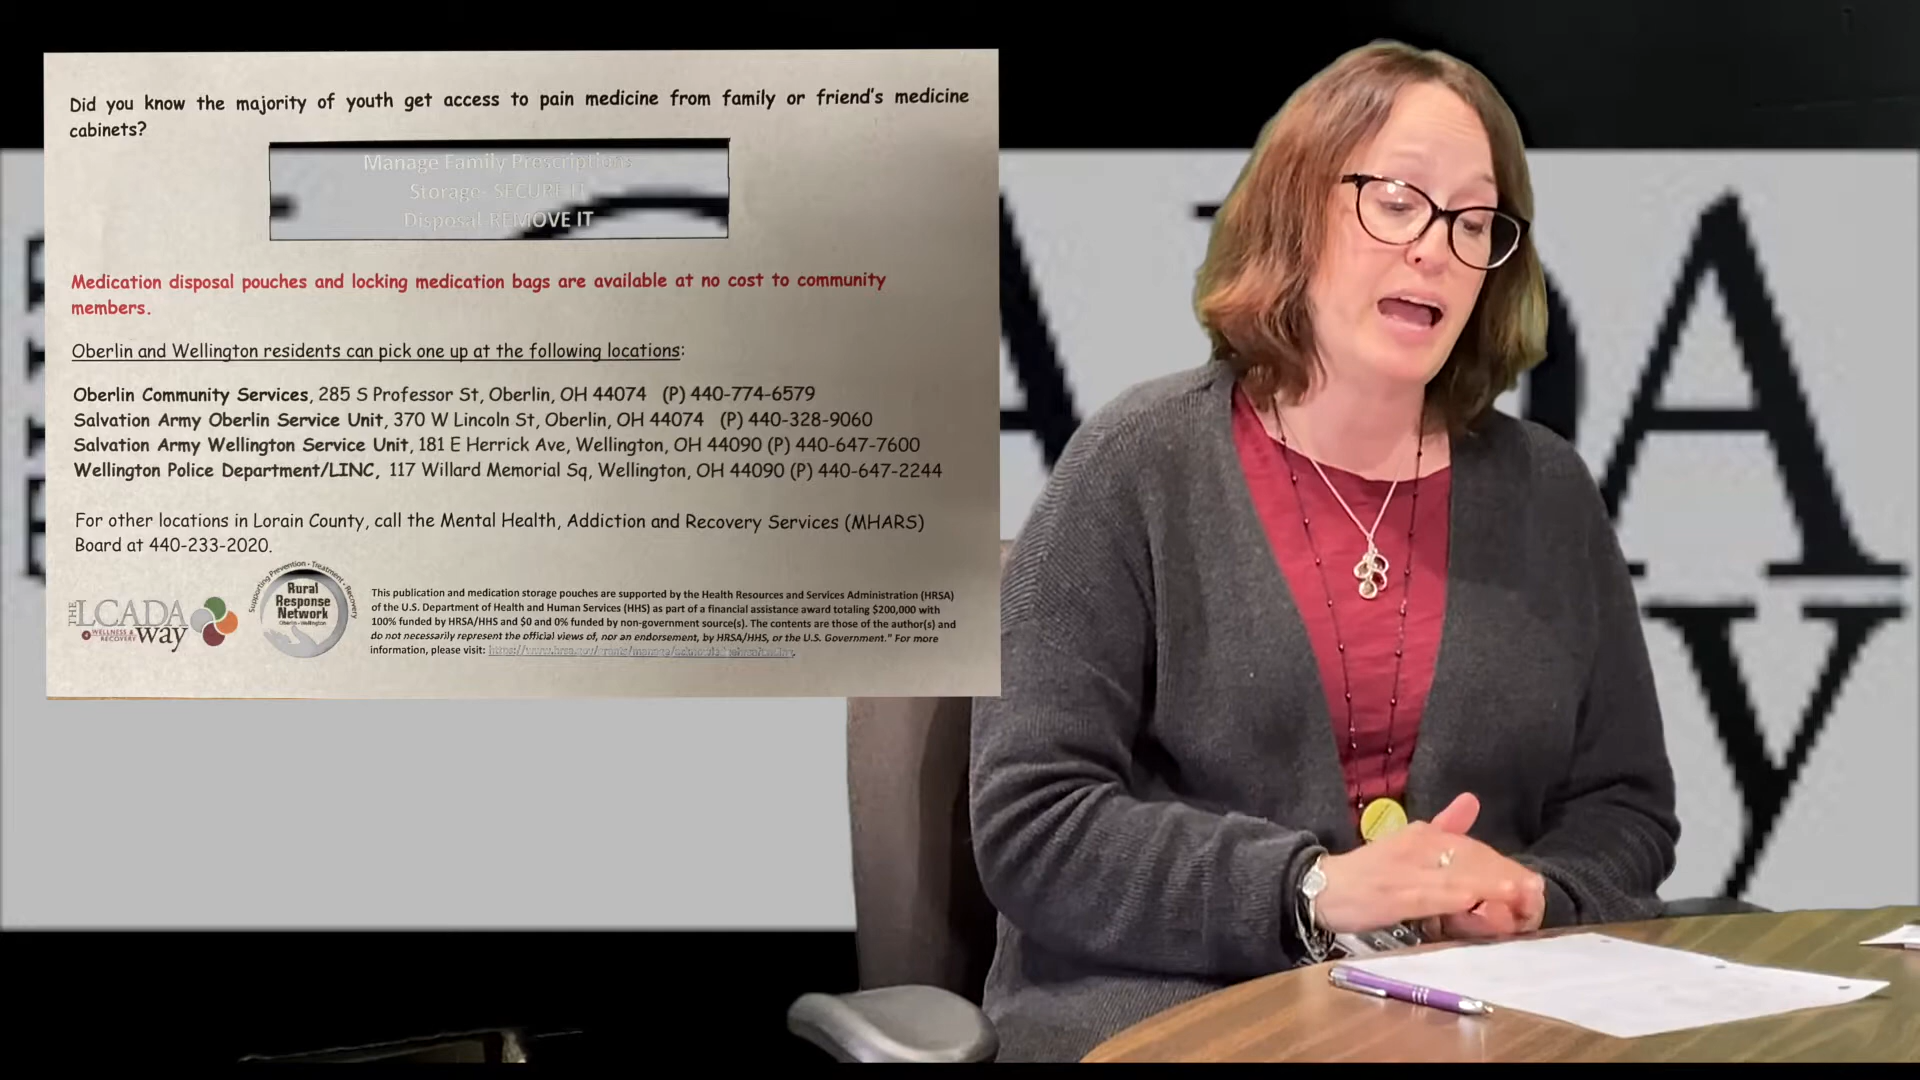 Did you know the majority of youth get access to pain medicine from family or friend's medicine
cabinets?
Manage Family Prescriptions
Storage- SECURE IT
Disposal-REMOVE IT
Medication disposal pouches and locking medication bags are available at no cost to community
members.
Oberlin and Wellington residents can pick one up at the following locations:
Oberlin Community Services, 285 S Professor St, Oberlin, OH 44074 (P) 440-774-6579
Salvation Army Oberlin Service Unit, 370 W Lincoln St, Oberlin, OH 44074 (P) 440-328-9060
Salvation Army Wellington Service Unit, 181 E Herrick Ave, Wellington, OH 44090 (P) 440-647-7600
Wellington Police Department/LINC, 117 Willard Memorial Sq, Wellington, OH 44090 (P) 440-647-2244
For other locations in Lorain County, call the Mental Health, Addiction and Recovery Services (MHARS)
Board at 440-233-2020.
THE LCADA
WELLNESS &
RECOVERY
way
Supporting Prevention • Treatment • Recovery
Rural
Response
Network
Oberlin - Wellington
This publication and medication storage pouches are supported by the Health Resources and Services Administration (HRSA)
of the U.S. Department of Health and Human Services (HHS) as part of a financial assistance award totaling $200,000 with
100% funded by HRSA/HHS and $0 and 0% funded by non-government source(s). The contents are those of the author(s) and
do not necessarily represent the official views of, nor an endorsement, by HRSA/HHS, or the U.S. Government." For more
information, please visit: